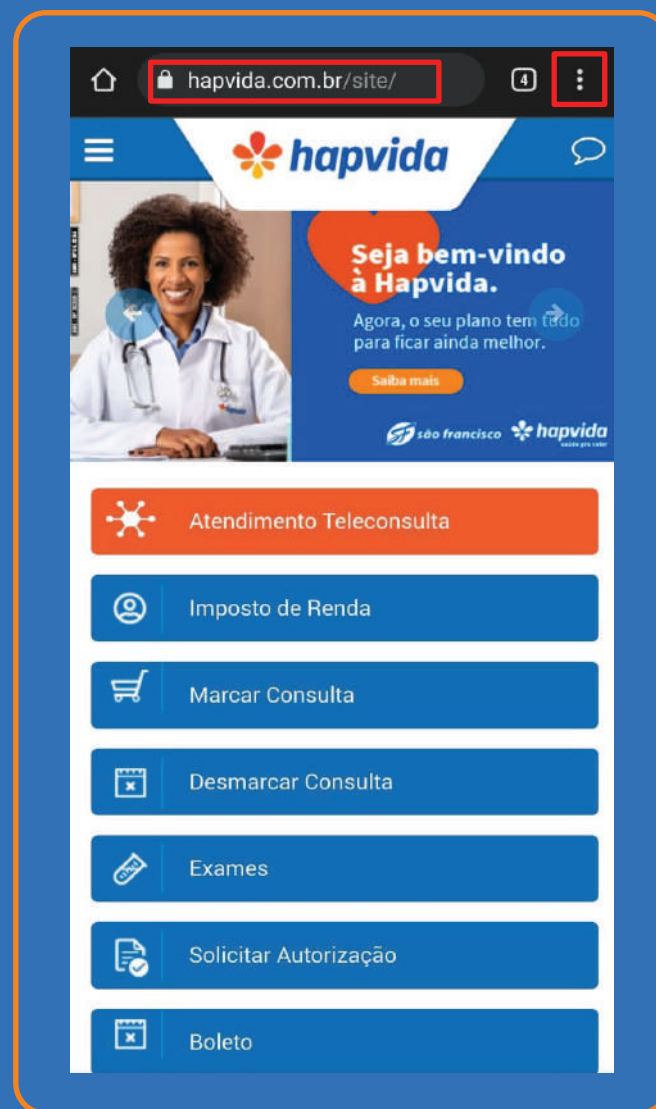 hapvida.com.br/site/
4
hapvida
Seja bem-vindo
à Hapvida.
Agora, o seu plano tem tudo
para ficar ainda melhor.
Saiba mais
são francisco hapvida
Atendimento Teleconsulta
Imposto de Renda
Marcar Consulta
Desmarcar Consulta
Exames
Solicitar Autorização
Boleto